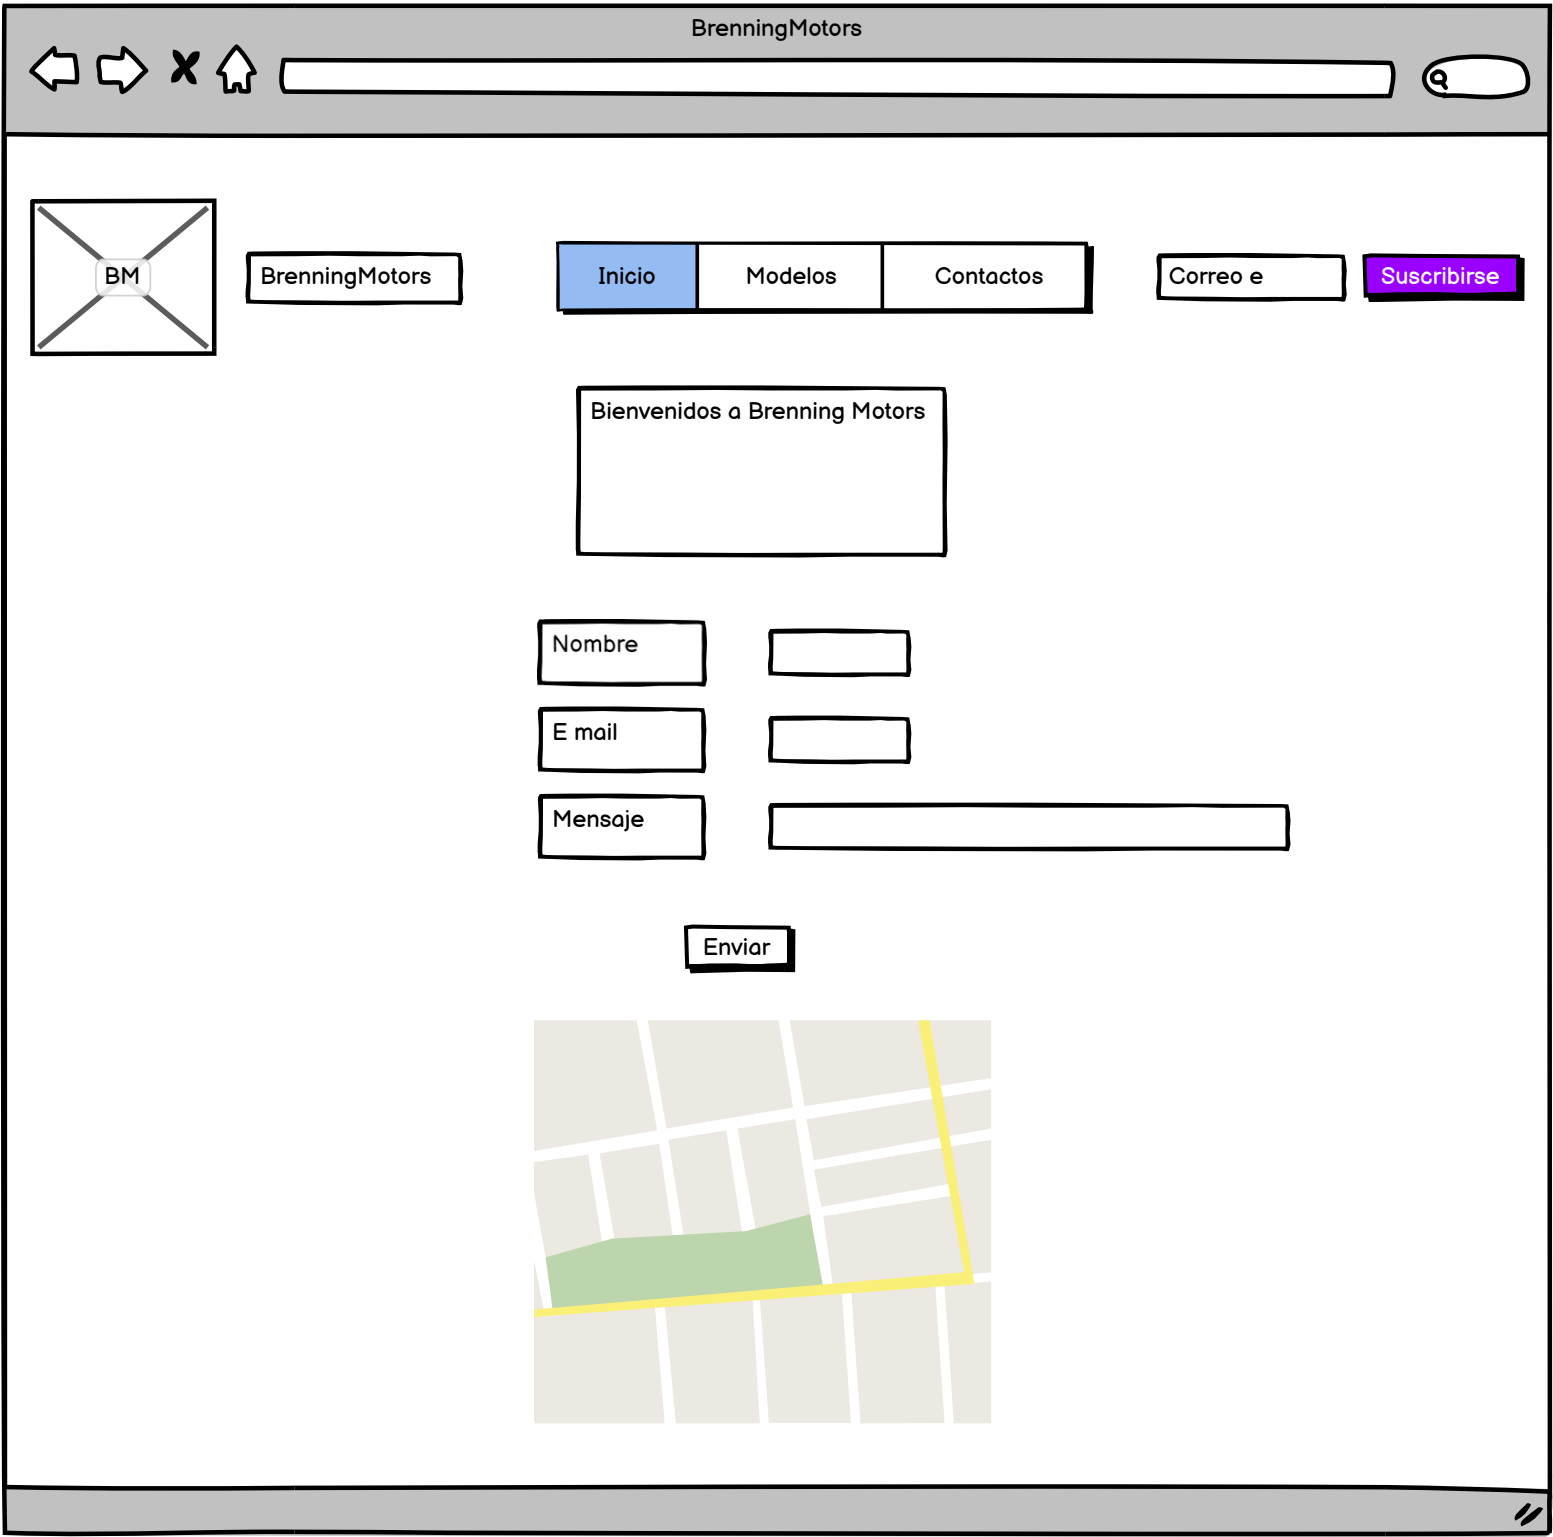 BrenningMotors
BM
BrenningMotors
Inicio
Modelos
Contactos
Correo e
Suscribirse
Bienvenidos a Brenning Motors
Nombre
E mail
Mensaje
Enviar